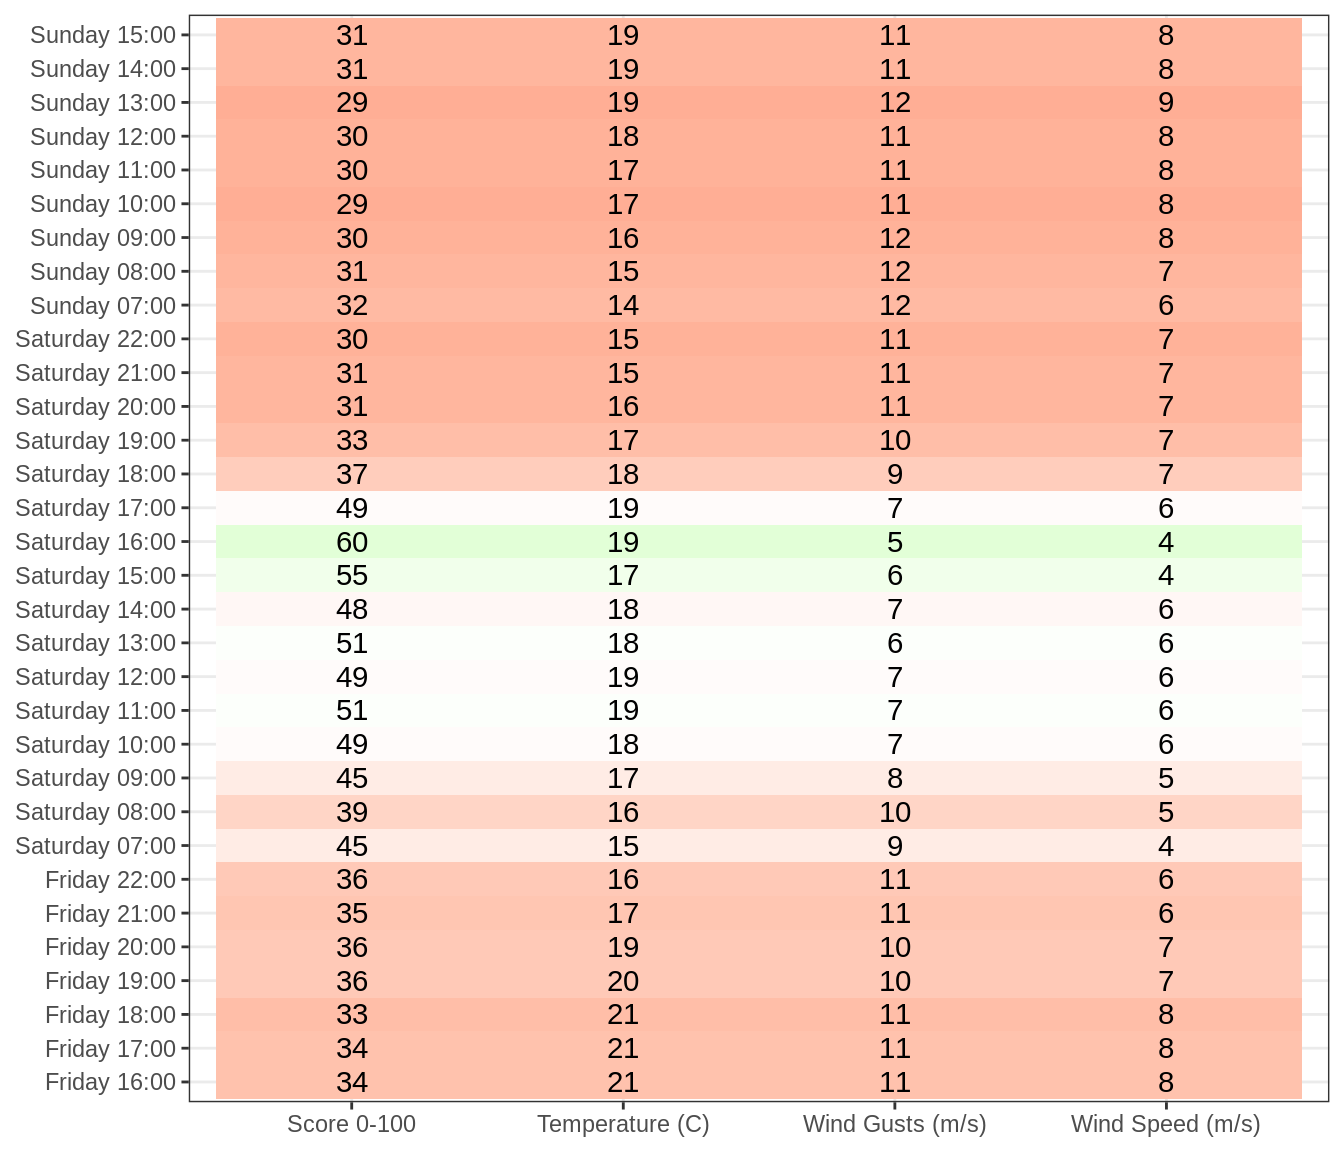 Sunday 15:00 31 19 11 8
Sunday 14:00 31 19 11 8
Sunday 13:00 29 19 12 9
Sunday 12:00 30 18 11 8
Sunday 11:00 30 17 11 8
Sunday 10:00 29 17 11 8
Sunday 09:00 30 16 12 8
Sunday 08:00 31 15 12 7
Sunday 07:00 32 14 12 6
Saturday 22:00 30 15 11 7
Saturday 21:00 31 15 11 7
Saturday 20:00 31 16 11 7
Saturday 19:00 33 17 10 7
Saturday 18:00 37 18 9 7
Saturday 17:00 49 19 7 6
Saturday 16:00 60 19 5 4
Saturday 15:00 55 17 6 4
Saturday 14:00 48 18 7 6
Saturday 13:00 51 18 6 6
Saturday 12:00 49 19 7 6
Saturday 11:00 51 19 7 6
Saturday 10:00 49 18 7 6
Saturday 09:00 45 17 8 5
Saturday 08:00 39 16 10 5
Saturday 07:00 45 15 9 4
Friday 22:00 36 16 11 6
Friday 21:00 35 17 11 6
Friday 20:00 36 19 10 7
Friday 19:00 36 20 10 7
Friday 18:00 33 21 11 8
Friday 17:00 34 21 11 8
Friday 16:00 34 21 11 8
Score 0-100 Temperature (C) Wind Gusts (m/s) Wind Speed (m/s)